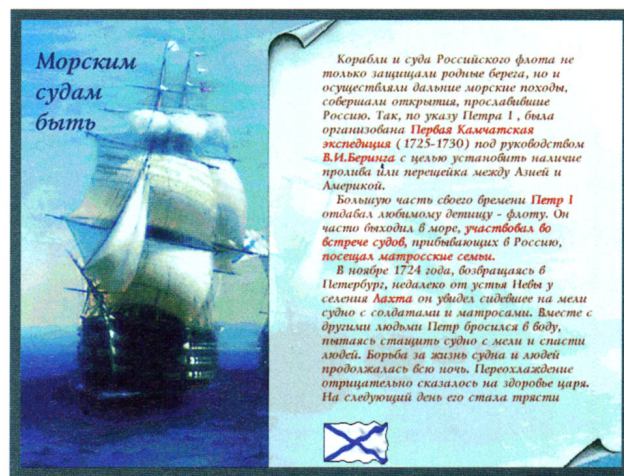 Морским
судам
быть
Корабли и суда Российского флота не
только защищали родные берега, но и
осуществляли дальние морские походы,
совершали открытия, прославившие
Россию. Так, по указу Петра I , была
организована Первая Камчатская
экспедиция (1725-1730) под руководством
В.И.Беринга с целью установить наличие
пролива или перешейка между Азией и
Америкой.
Большую часть своего времени Петр I
отдавал любимому детищу - флоту. Он
часто выходил в море, участвовал во
встрече судов, прибывающих в Россию,
посещал матросские семьи.
В ноябре 1724 года, возвращаясь в
Петербург, недалеко от устья Невы у
селения Лахта он увидел сидевшее на мели
судно с солдатами и матросами. Вместе с
другими людьми Петр бросился в воду,
пытаясь стащить судно с мели и спасти
людей. Борьба за жизнь судна и людей
продолжалась всю ночь. Переохлаждение
отрицательно сказалось на здоровье царя.
На следующий день его стала трясти